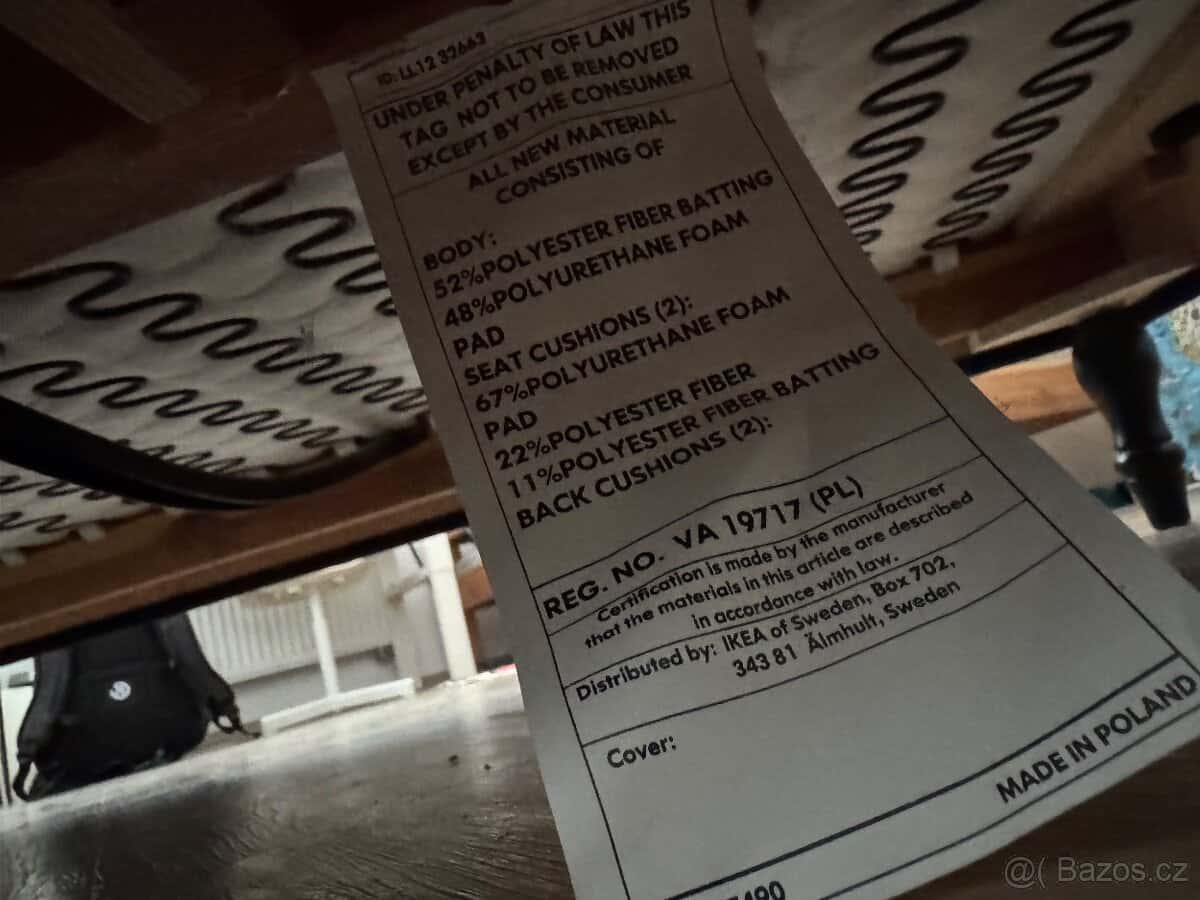 ID: LL12 32663
UNDER PENALTY OF LAW THIS
TAG NOT TO BE REMOVED
EXCEPT BY THE CONSUMER
ALL NEW MATERIAL
CONSISTING OF
BODY:
52%POLYESTER FIBER BATTING
48%POLYURETHANE FOAM
PAD
SEAT CUSHIONS (2):
67%POLYURETHANE FOAM
PAD
22%POLYESTER FIBER
11%POLYESTER FIBER BATTING
BACK CUSHIONS (2):
REG. NO. VA 19717 (PL)
Certification is made by the manufacturer
that the materials in this article are described
in accordance with law.
Distributed by: IKEA of Sweden, Box 702,
343 81 Älmhult, Sweden
Cover:
MADE IN POLAND
@( Bazos.cz